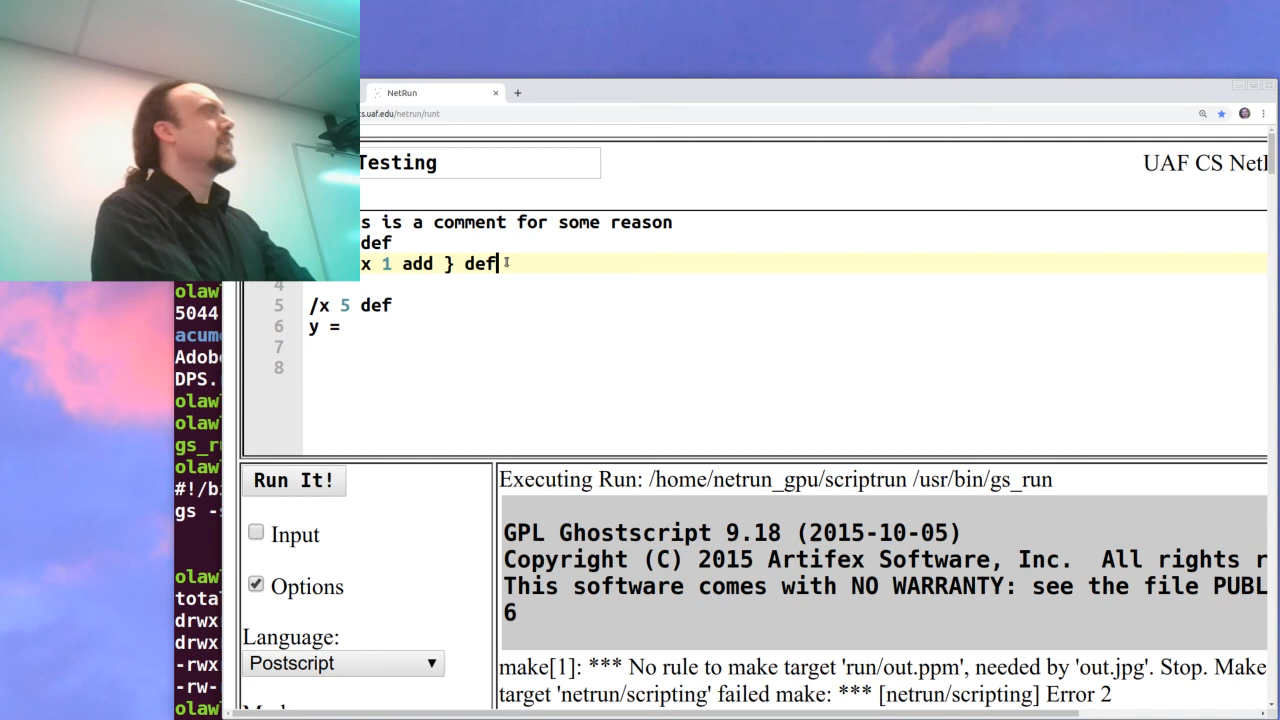 NetRun
s.uaf.edu/netrun/runt
Testing
UAF CS Net
s is a comment for some reason
def
x 1 add } def
4
5 /x 5 def
6 y =
7
8
olaw
5044
acum
Adob
DPS.
olaw
olaw
gs_r
olaw
#!/b
gs -
olaw
tota
drwx
drwx
-rwx
-rw-
olaw
Run It!
Input
Options
Language:
Postscript
Executing Run: /home/netrun_gpu/scriptrun /usr/bin/gs_run
GPL Ghostscript 9.18 (2015-10-05)
Copyright (C) 2015 Artifex Software, Inc. All rights r
This software comes with NO WARRANTY: see the file PUBL
6
make[1]: *** No rule to make target 'run/out.ppm', needed by 'out.jpg'. Stop. Make
target 'netrun/scripting' failed make: *** [netrun/scripting] Error 2